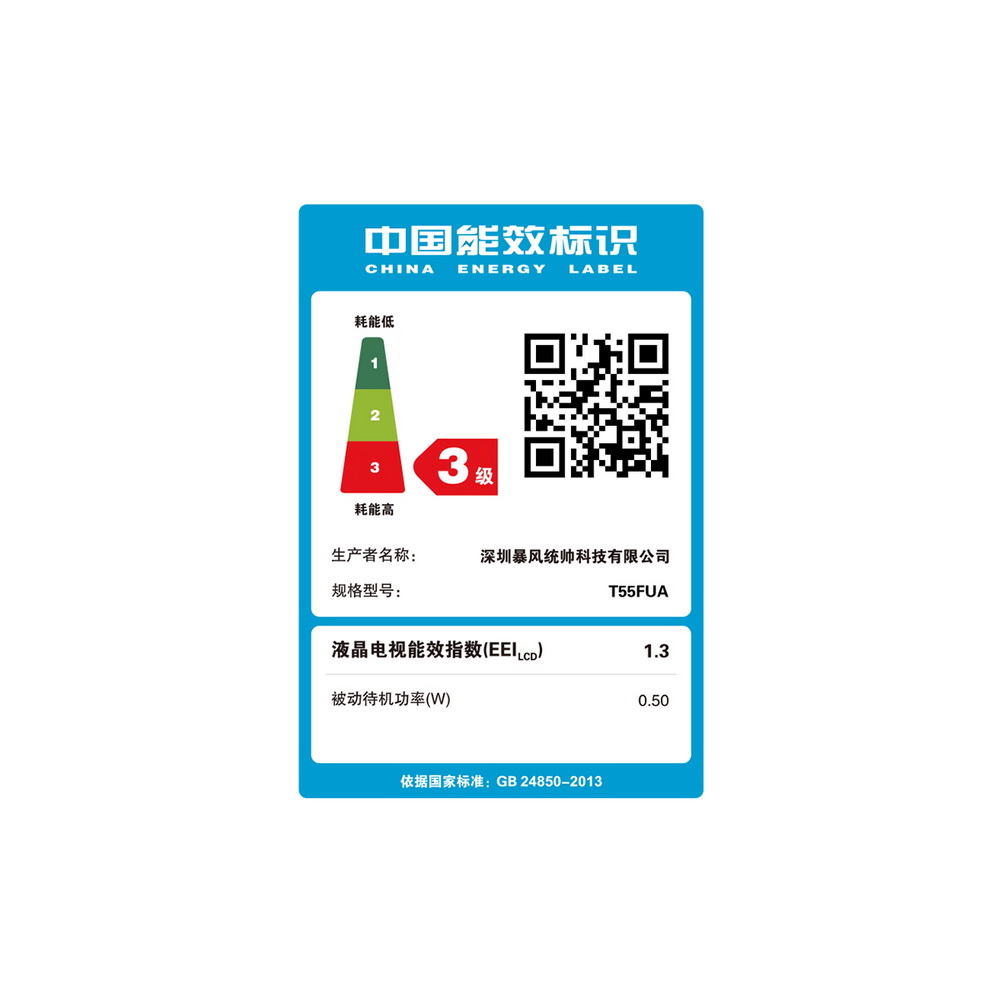 中国能效标识
CHINA ENERGY LABEL
耗能低
1
2
3
3级
耗能高
生产者名称： 深圳暴风统帅科技有限公司
规格型号： T55FUA
液晶电视能效指数(EEILCD) 1.3
被动待机功率(W) 0.50
依据国家标准：GB 24850–2013